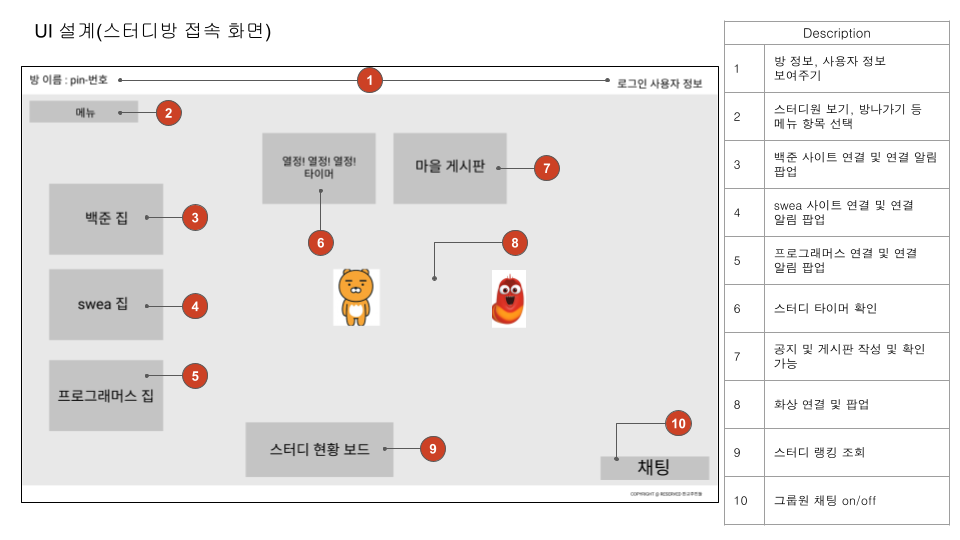 UI 설계(스터디방 접속 화면)
방 이름 : pin-번호
1
로그인 사용자 정보
메뉴
2
열정! 열정! 열정!
타이머
마을 게시판
7
백준 집
3
6
8
swea 집
4
5
프로그래머스 집
스터디 현황 보드
9
10
채팅
COPYRIGHT @ RESERVED
Description
1
방 정보, 사용자 정보
보여주기
2
스터디원 보기, 방나가기 등
메뉴 항목 선택
3
백준 사이트 연결 및 연결 알림
팝업
4
swea 사이트 연결 및 연결
알림 팝업
5
프로그래머스 연결 및 연결
알림 팝업
6
스터디 타이머 확인
7
공지 및 게시판 작성 및 확인
가능
8
화상 연결 및 팝업
9
스터디 랭킹 조회
10
그룹원 채팅 on/off